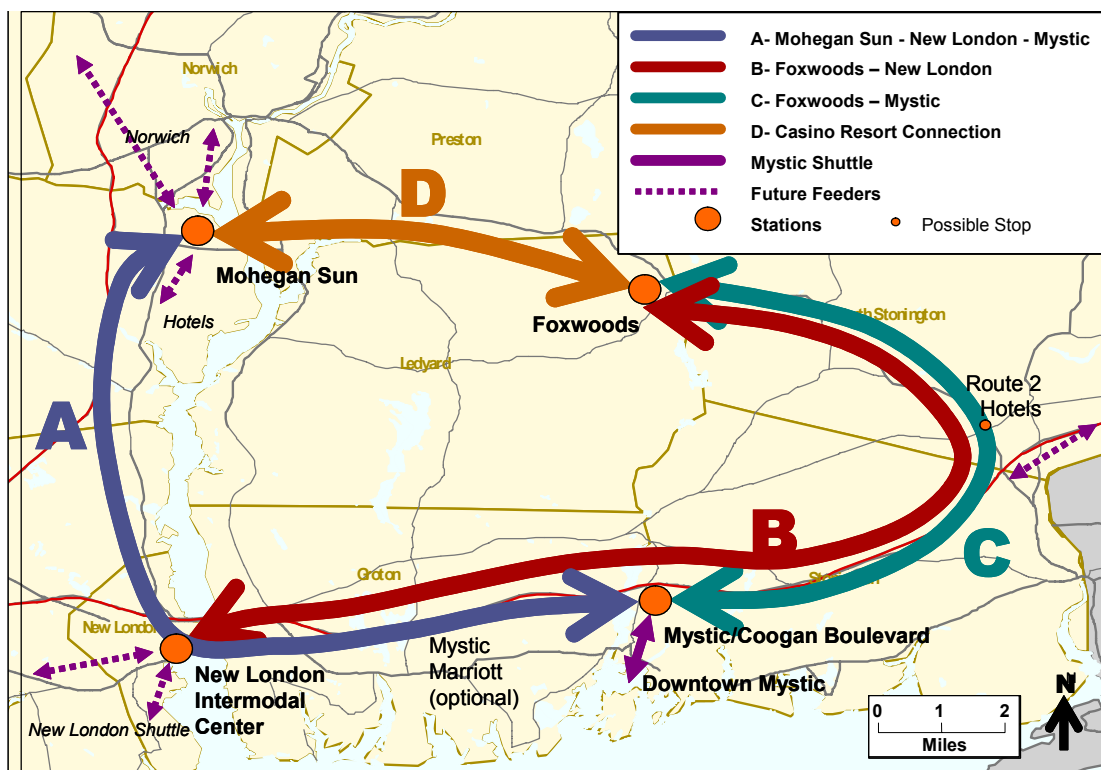 A- Mohegan Sun - New London - Mystic
B- Foxwoods – New London
C- Foxwoods – Mystic
D- Casino Resort Connection
Mystic Shuttle
Future Feeders
Stations
Possible Stop
Norwich
Norwich
Preston
D
Mohegan Sun
Hotels
Foxwoods
th Stonington
Ledyard
Route 2
Hotels
A
B
C
Groton
New London
Mystic/Coogan Boulevard
Mystic
Marriott
(optional)
Downtown Mystic
New London
Intermodal
Center
New London Shuttle
0 1 2
Miles
N